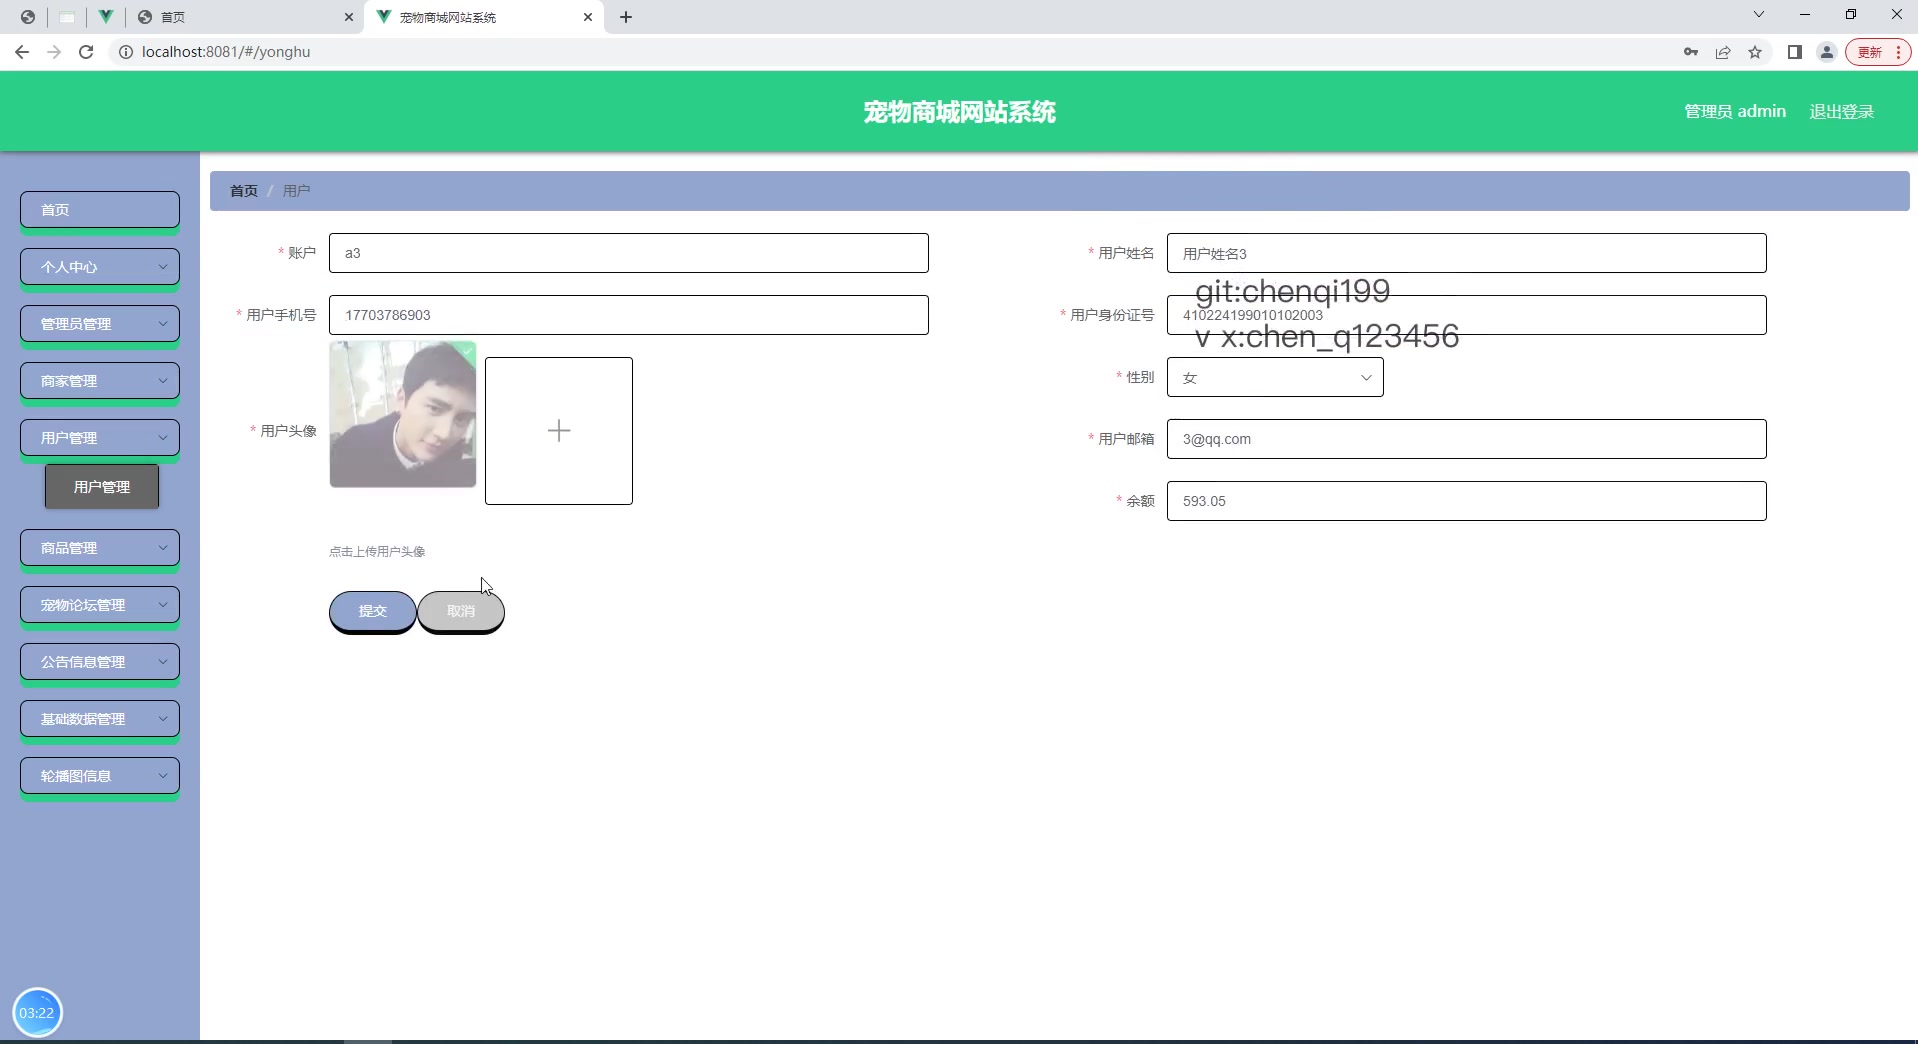 首页
宠物商城网站系统
localhost:8081/#/yonghu
更新
宠物商城网站系统
管理员 admin
退出登录
首页
个人中心
管理员管理
商家管理
用户管理
用户管理
商品管理
宠物论坛管理
公告信息管理
基础数据管理
轮播图信息
03:22
首页 / 用户
* 账户 a3
* 用户姓名 用户姓名3
git:chenqi199
* 用户手机号 17703786903
* 用户身份证号 410224199010102003
v x:chen_q123456
* 用户头像
* 性别 女
* 用户邮箱 3@qq.com
* 余额 593.05
点击上传用户头像
提交
取消